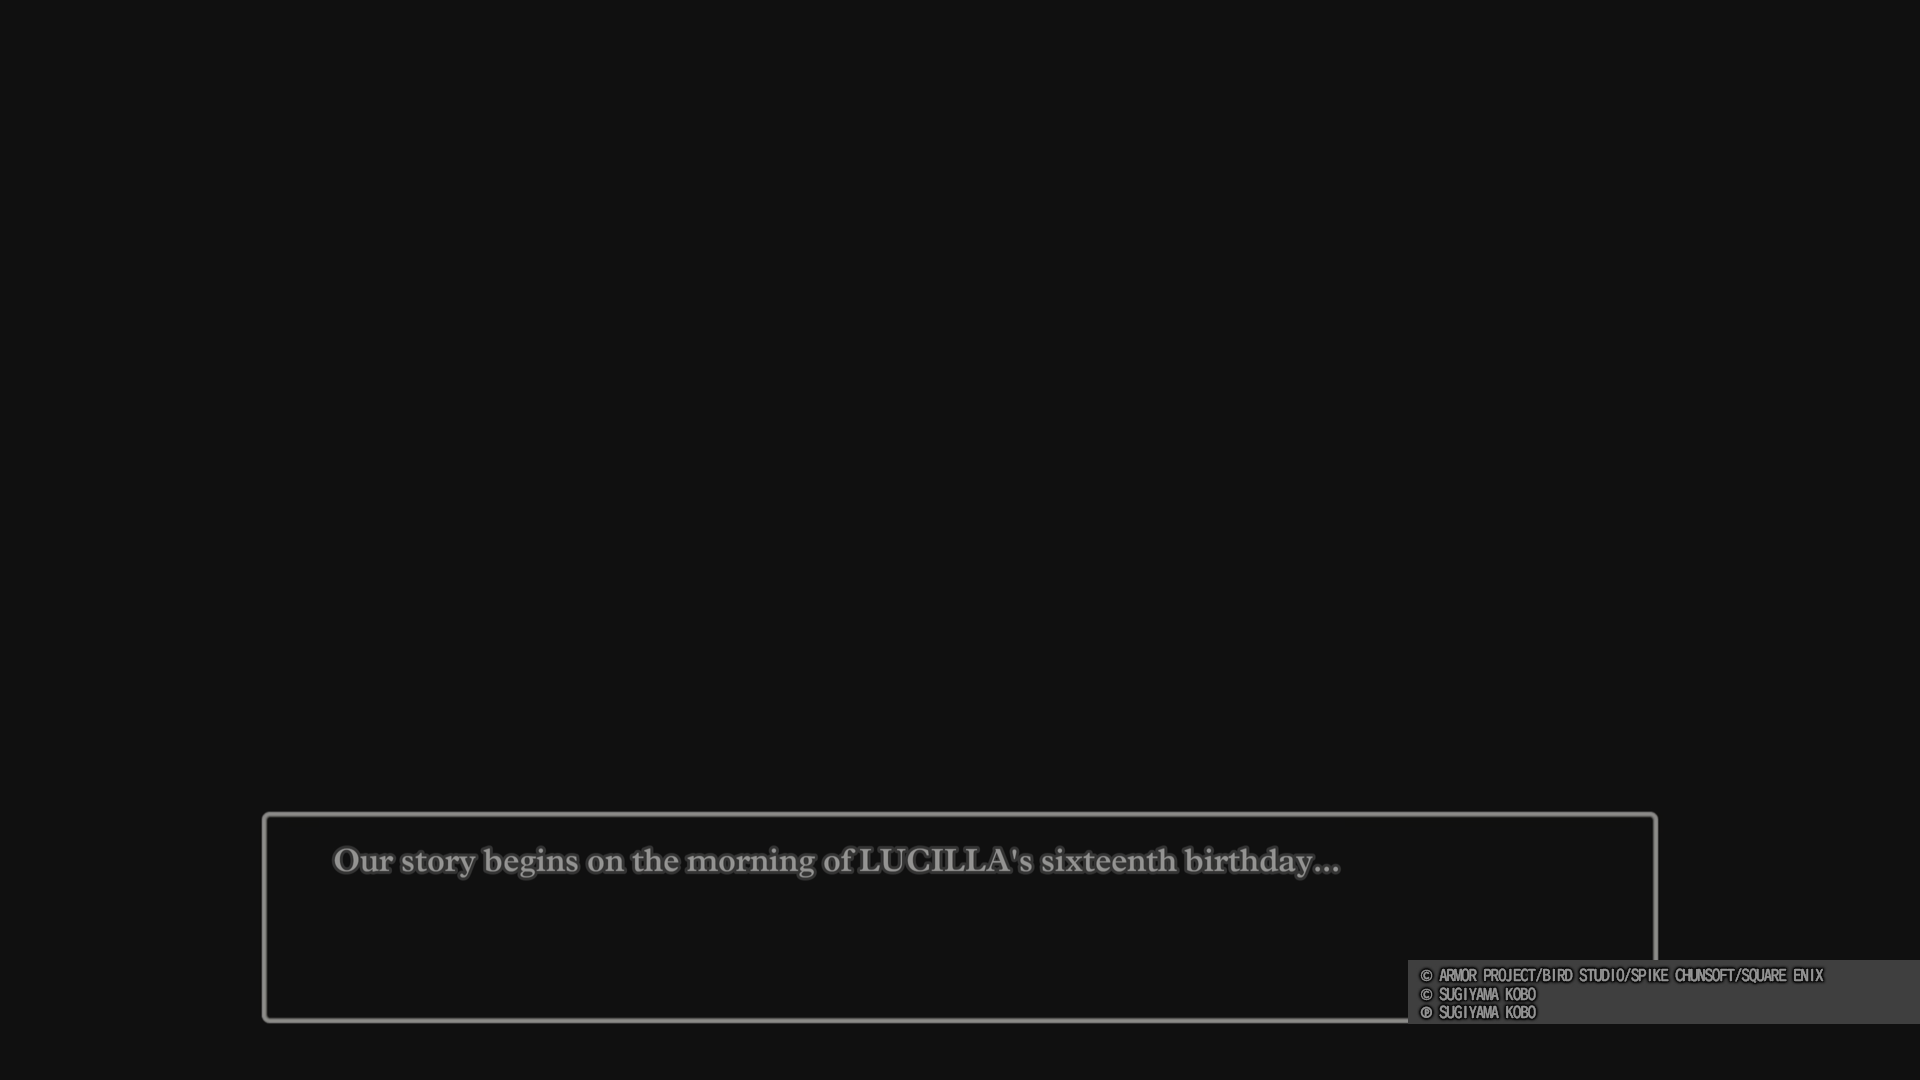 Our story begins on the morning of LUCILLA's sixteenth birthday...
© ARMOR PROJECT/BIRD STUDIO/SPIKE CHUNSOFT/SQUARE ENIX
© SUGIYAMA KOBO
℗ SUGIYAMA KOBO